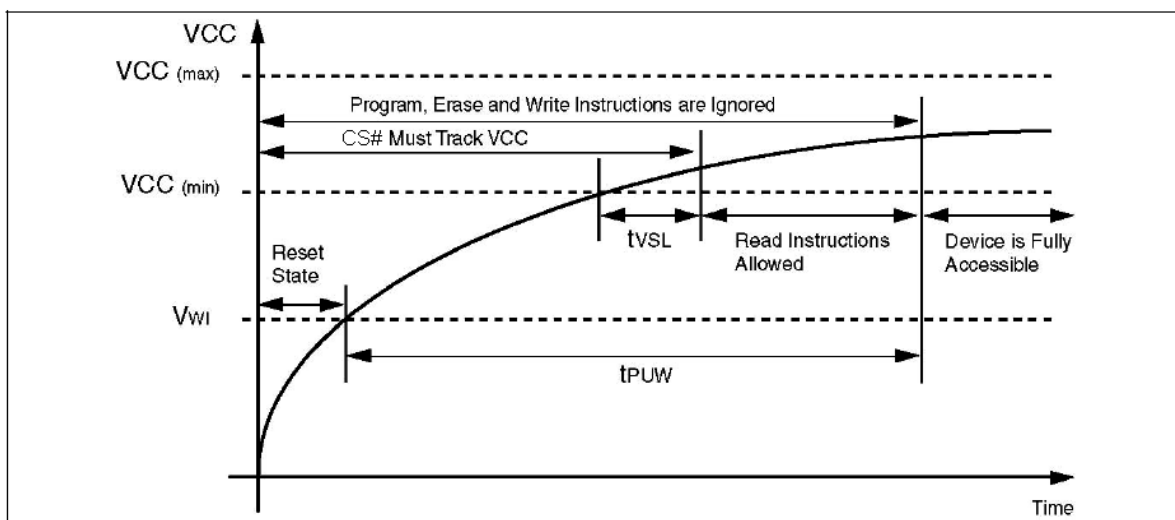 VCC
VCC (max)
Program, Erase and Write Instructions are Ignored
CS# Must Track VCC
VCC (min)
tVSL
Read Instructions
Allowed
Device is Fully
Accessible
Reset
State
VWI
tPUW
Time